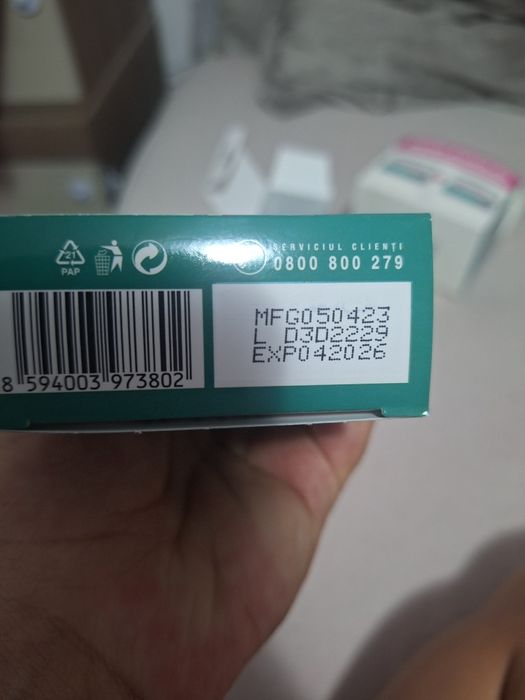 21
PAP
SERVICIUL CLIENȚI
0800 800 279
8 594003 973802
MFG050423
L D3D2229
EXP042026